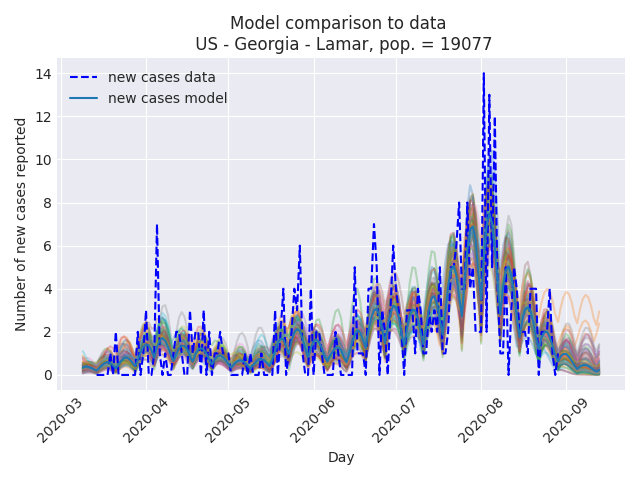 Model comparison to data
US - Georgia - Lamar, pop. = 19077
new cases data
new cases model
Number of new cases reported
14
12
10
8
6
4
2
0
2020-03
2020-04
2020-05
2020-06
2020-07
2020-08
2020-09
Day